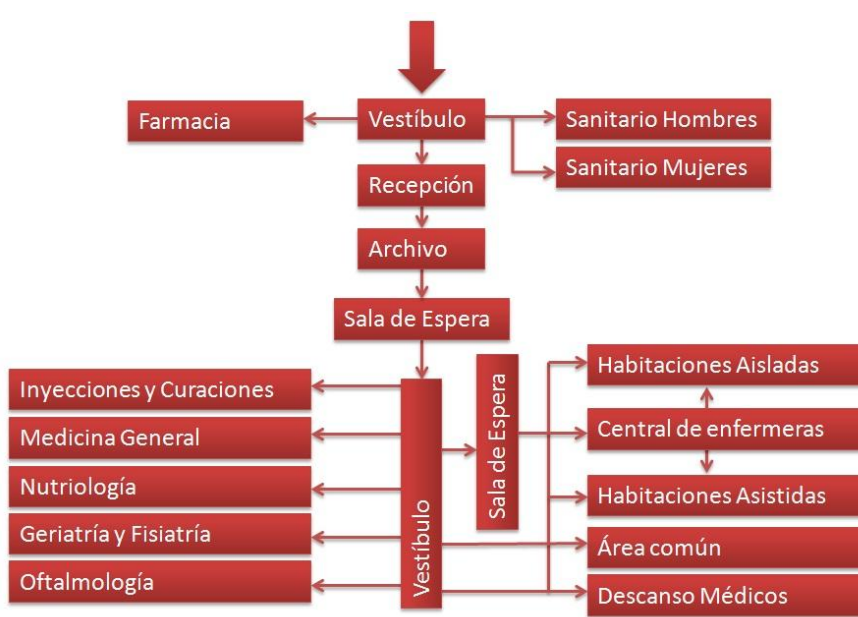 Farmacia
Vestíbulo
Sanitario Hombres
Sanitario Mujeres
Recepción
Archivo
Sala de Espera
Inyecciones y Curaciones
Medicina General
Nutriología
Geriatría y Fisiatría
Oftalmología
Vestíbulo
Sala de Espera
Habitaciones Aisladas
Central de enfermeras
Habitaciones Asistidas
Área común
Descanso Médicos